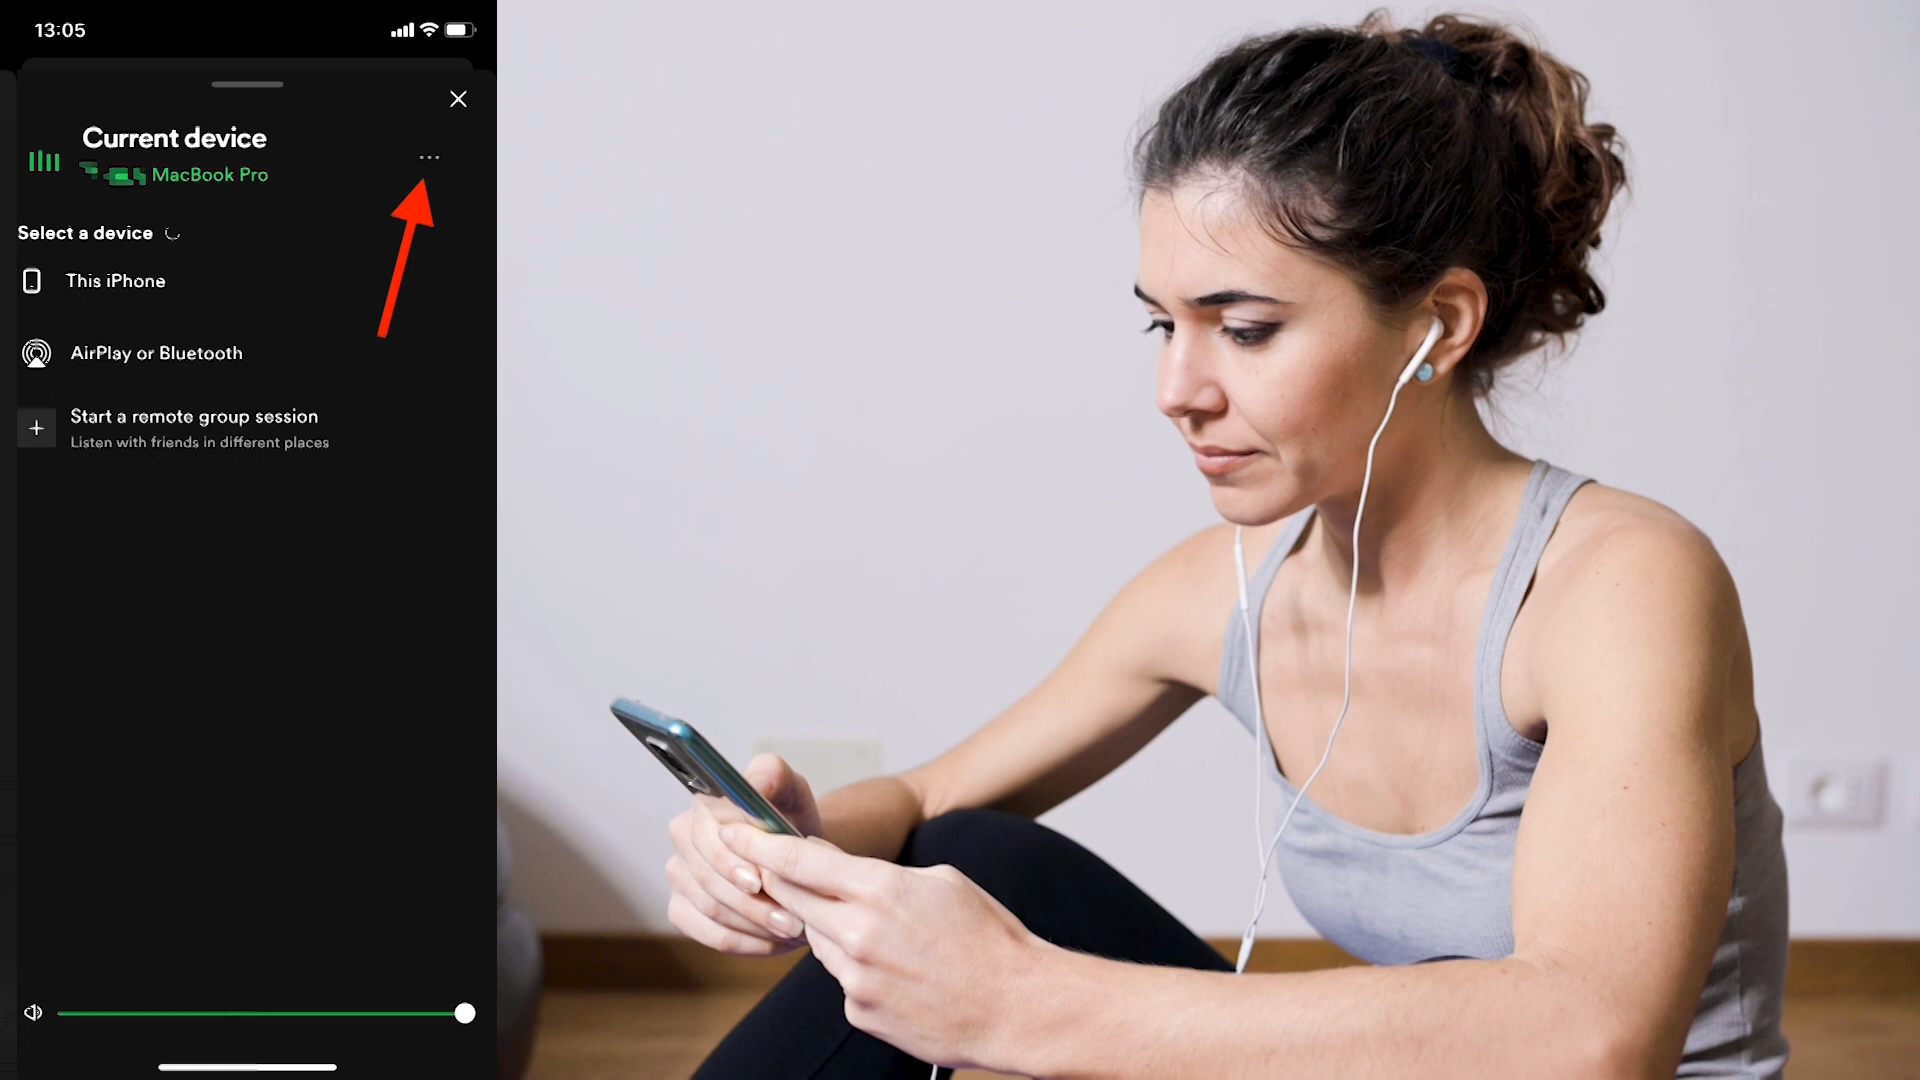 13:05
Current device
MacBook Pro
Select a device
This iPhone
AirPlay or Bluetooth
Start a remote group session
Listen with friends in different places